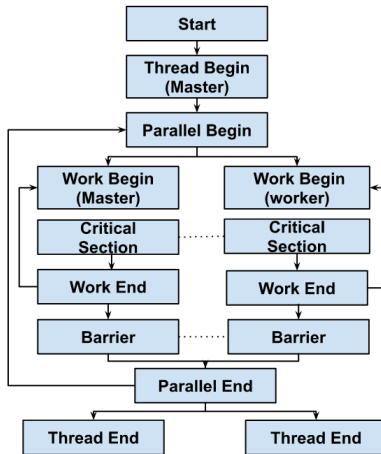 Start
Thread Begin
(Master)
Parallel Begin
Work Begin
(Master)
Work Begin
(worker)
Critical
Section
Critical
Section
Work End
Work End
Barrier
Barrier
Parallel End
Thread End
Thread End